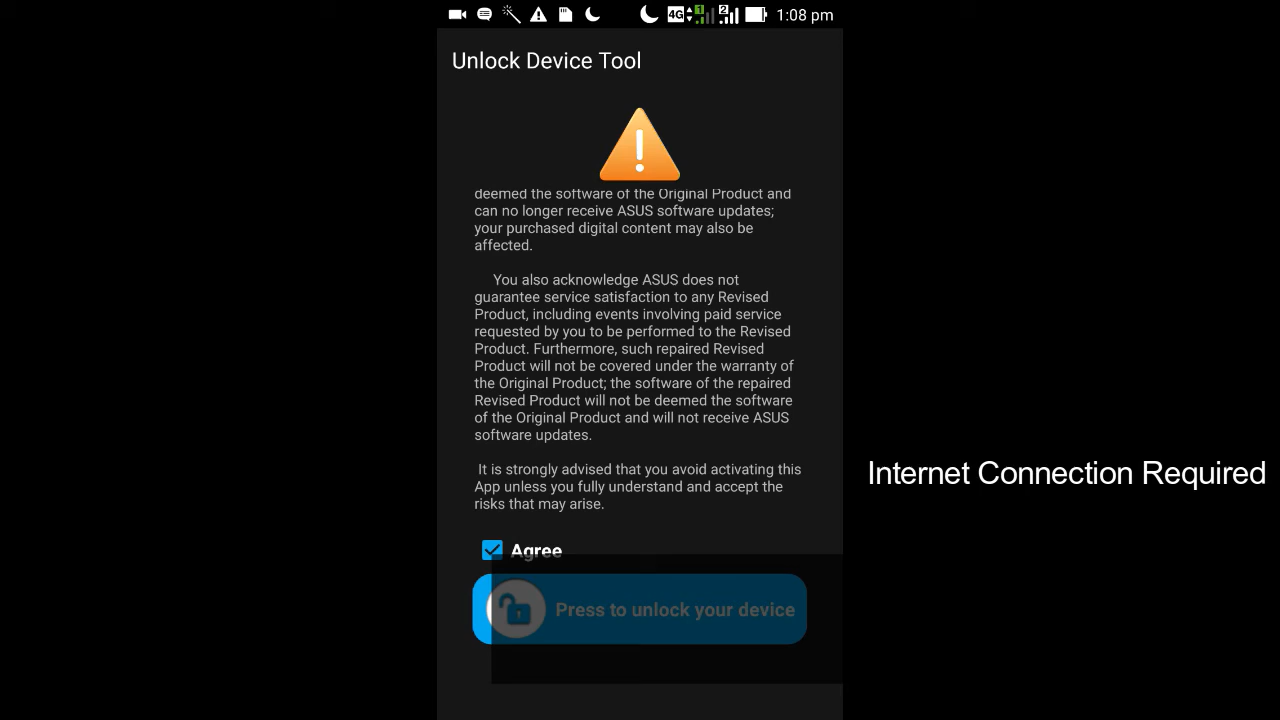 4G 1 2 1:08 pm
Unlock Device Tool
deemed the software of the Original Product and
can no longer receive ASUS software updates;
your purchased digital content may also be
affected.
You also acknowledge ASUS does not
guarantee service satisfaction to any Revised
Product, including events involving paid service
requested by you to be performed to the Revised
Product. Furthermore, such repaired Revised
Product will not be covered under the warranty of
the Original Product; the software of the repaired
Revised Product will not be deemed the software
of the Original Product and will not receive ASUS
software updates.
It is strongly advised that you avoid activating this
App unless you fully understand and accept the
risks that may arise.
Internet Connection Required
Agree
Press to unlock your device